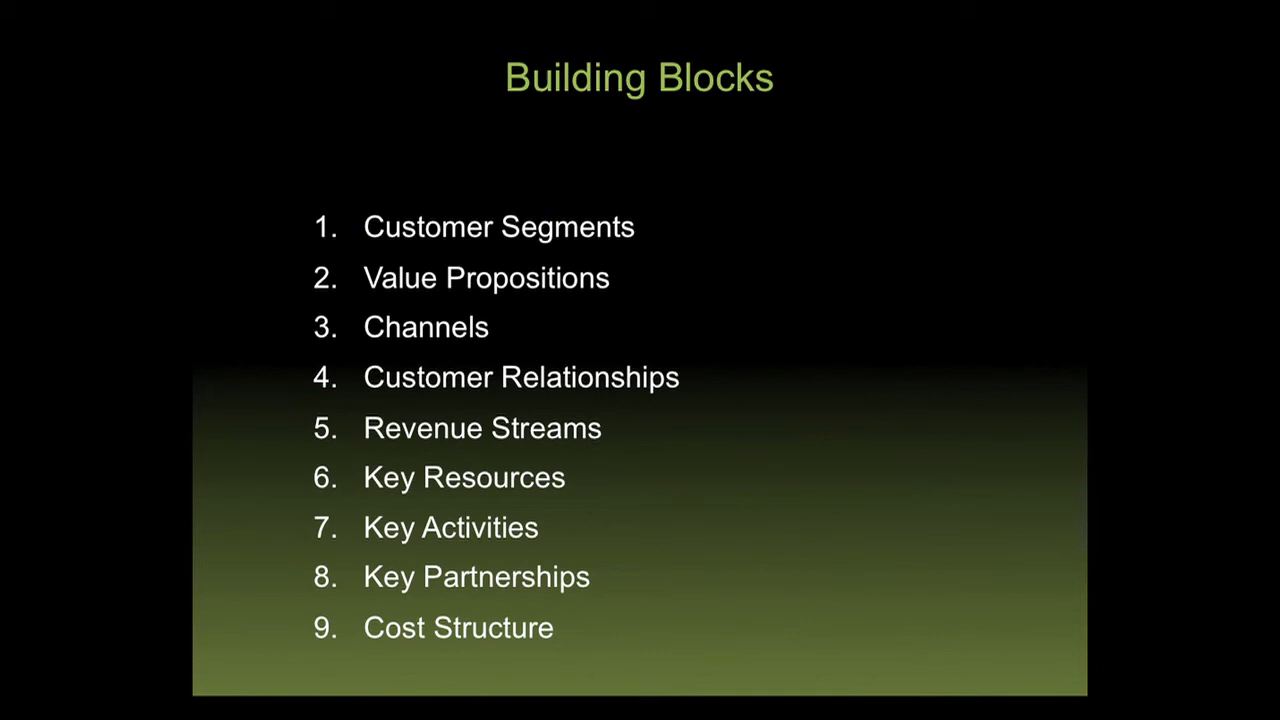 Building Blocks
1. Customer Segments
2. Value Propositions
3. Channels
4. Customer Relationships
5. Revenue Streams
6. Key Resources
7. Key Activities
8. Key Partnerships
9. Cost Structure